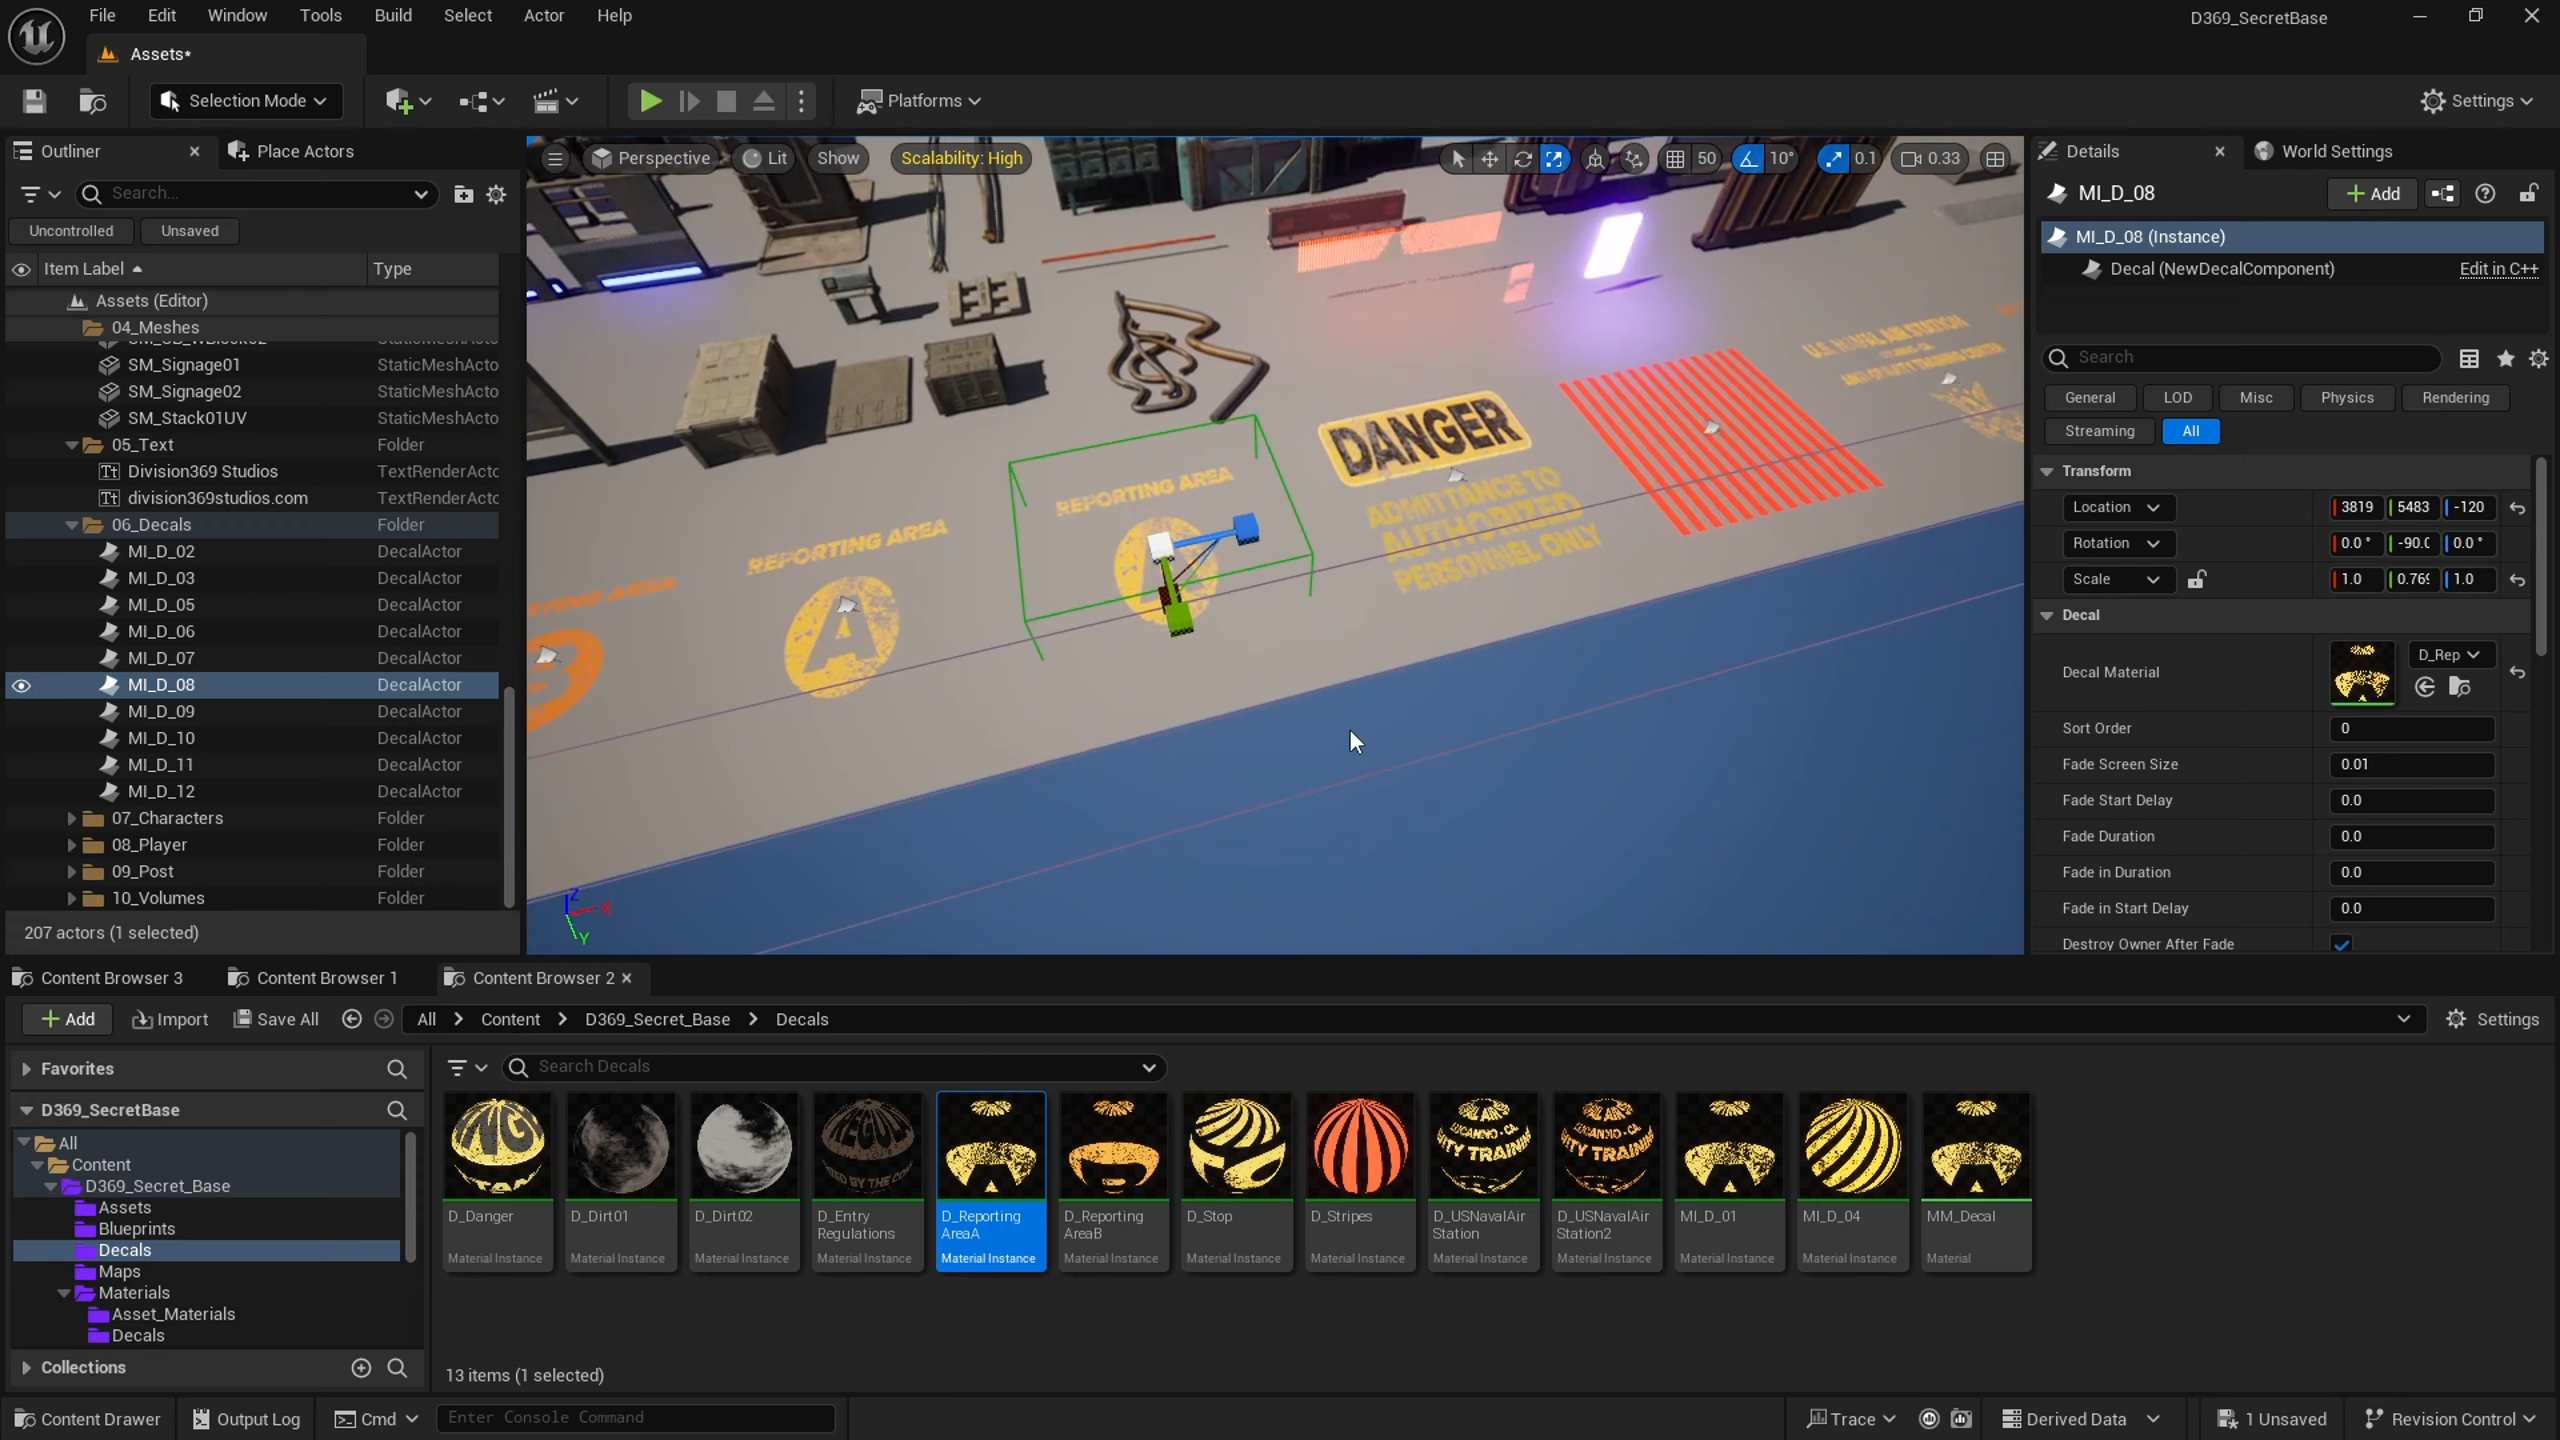 File Edit Window Tools Build Select Actor Help
D369_SecretBase
Assets*
Selection Mode
Platforms
Settings
Outliner
Place Actors
Search...
Uncontrolled
Unsaved
Item Label
Type
Assets (Editor)
04_Meshes
SM_Signage01 StaticMeshActo
SM_Signage02 StaticMeshActo
SM_Stack01UV StaticMeshActo
05_Text Folder
Division369 Studios TextRenderActo
division369studios.com TextRenderActo
06_Decals Folder
MI_D_02 DecalActor
MI_D_03 DecalActor
MI_D_05 DecalActor
MI_D_06 DecalActor
MI_D_07 DecalActor
MI_D_08 DecalActor
MI_D_09 DecalActor
MI_D_10 DecalActor
MI_D_11 DecalActor
MI_D_12 DecalActor
07_Characters Folder
08_Player Folder
09_Post Folder
10_Volumes Folder
207 actors (1 selected)
Perspective
Lit
Show
Scalability: High
50
10°
0.1
0.33
REPORTING AREA
A
REPORTING AREA
DANGER
ADMITTANCE TO
AUTHORIZED
PERSONNEL ONLY
U.S. NAVAL AIR STATION
Z
X
Y
Details
World Settings
MI_D_08
Add
MI_D_08 (Instance)
Decal (NewDecalComponent)
Edit in C++
Search
General
LOD
Misc
Physics
Rendering
Streaming
All
Transform
Location 3819 5483 -120
Rotation 0.0 ° -90.0 0.0 °
Scale 1.0 0.769 1.0
Decal
Decal Material
D_Rep
Sort Order 0
Fade Screen Size 0.01
Fade Start Delay 0.0
Fade Duration 0.0
Fade in Duration 0.0
Fade in Start Delay 0.0
Destroy Owner After Fade
Content Browser 3
Content Browser 1
Content Browser 2
Add
Import
Save All
All > Content > D369_Secret_Base > Decals
Settings
Favorites
D369_SecretBase
All
Content
D369_Secret_Base
Assets
Blueprints
Decals
Maps
Materials
Asset_Materials
Decals
Collections
Search Decals
D_Danger
Material Instance
D_Dirt01
Material Instance
D_Dirt02
Material Instance
D_Entry
Regulations
Material Instance
D_Reporting
AreaA
Material Instance
D_Reporting
AreaB
Material Instance
D_Stop
Material Instance
D_Stripes
Material Instance
D_USNavalAir
Station
Material Instance
D_USNavalAir
Station2
Material Instance
MI_D_01
Material Instance
MI_D_04
Material Instance
MM_Decal
Material
13 items (1 selected)
Content Drawer
Output Log
Cmd
Enter Console Command
Trace
Derived Data
1 Unsaved
Revision Control